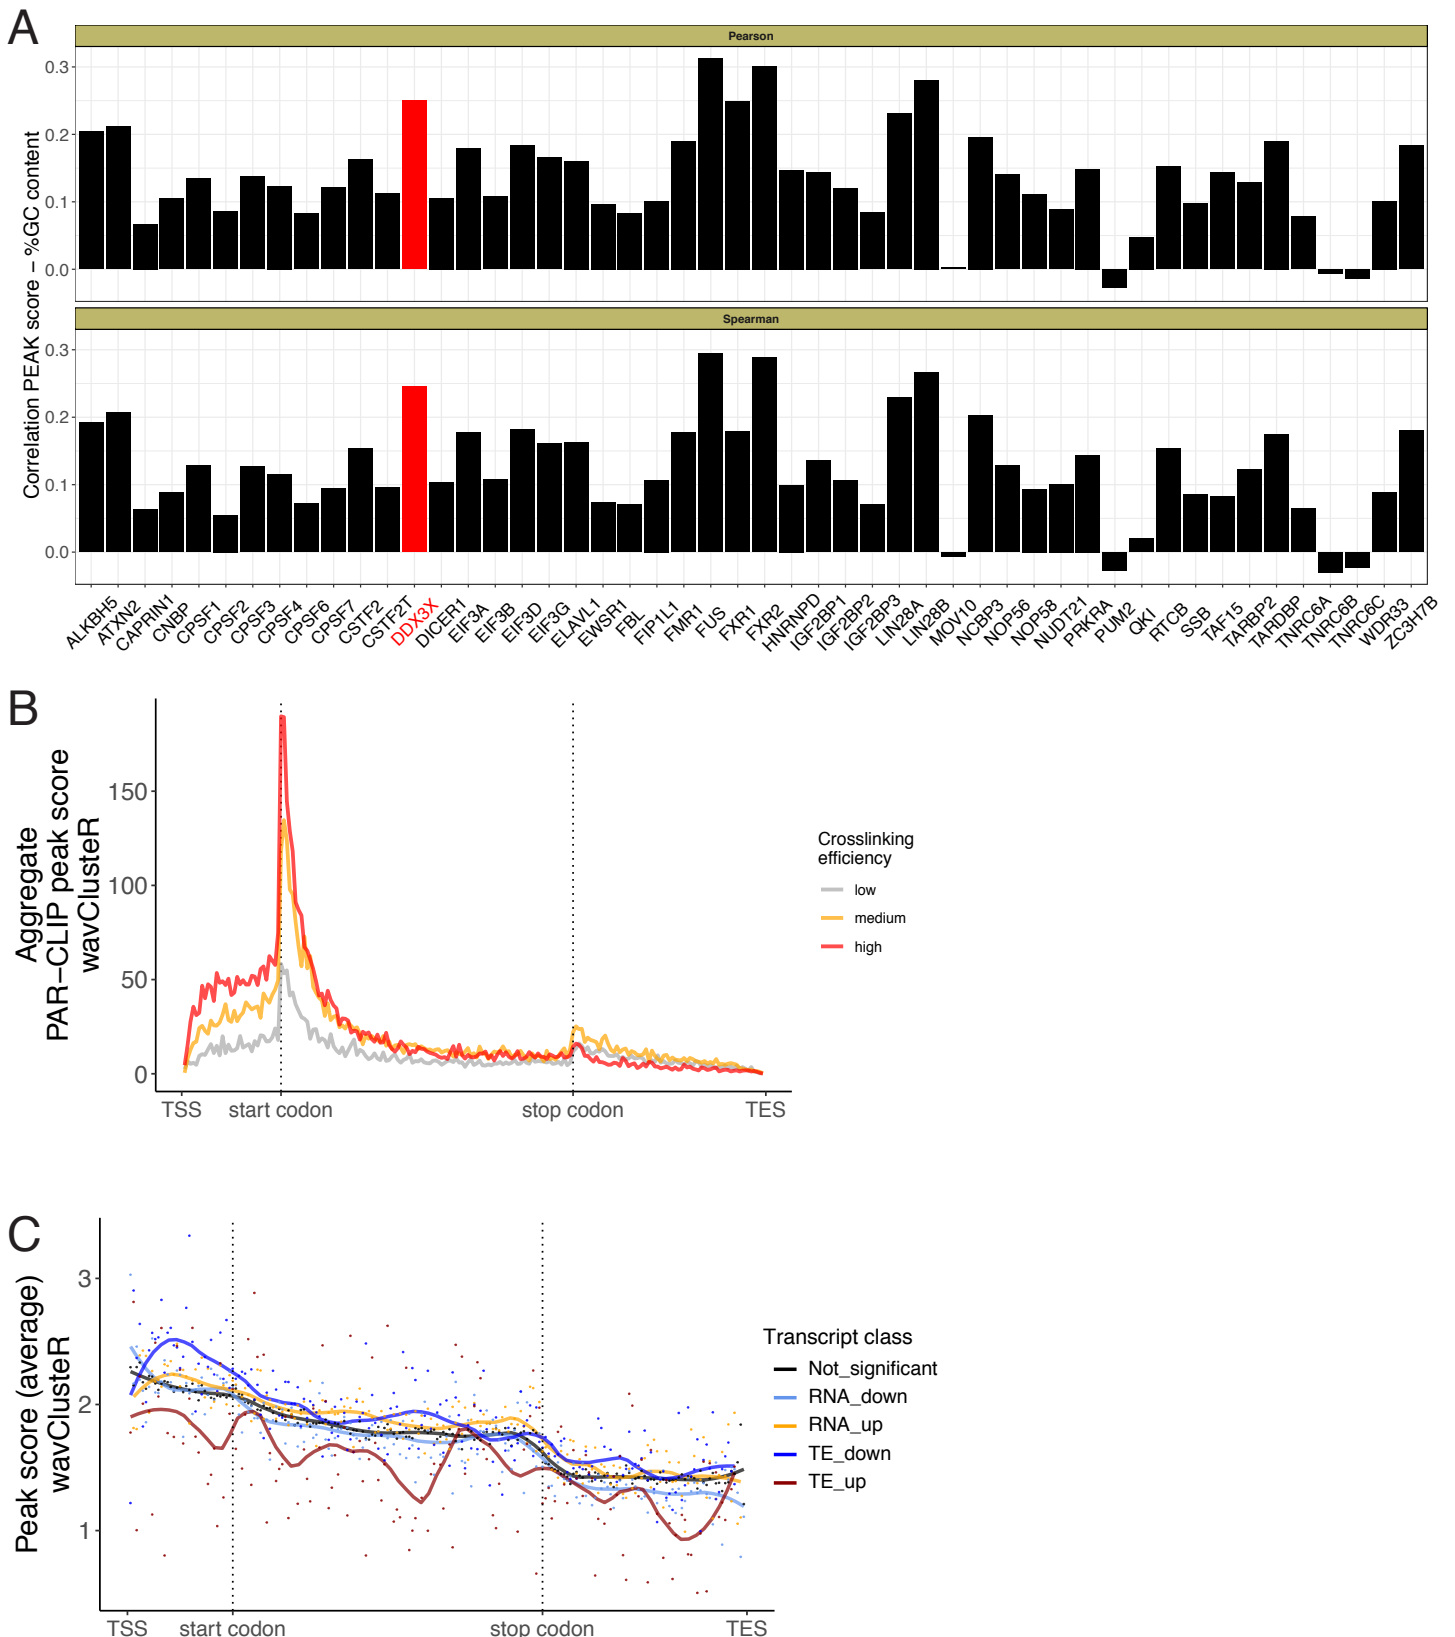 A
Pearson
Correlation PEAK score – %GC content
0.3
0.2
0.1
0.0
Spearman
0.3
0.2
0.1
0.0
ALKBH5
ATXN2
CAPRIN1
CNBP
CPSF1
CPSF2
CPSF3
CPSF4
CPSF6
CPSF7
CSTF2
CSTF2T
DDX3X
DICER1
EIF3A
EIF3B
EIF3D
EIF3G
ELAVL1
EWSR1
FBL
FIP1L1
FMR1
FUS
FXR1
FXR2
HNRNPD
IGF2BP1
IGF2BP2
IGF2BP3
LIN28A
LIN28B
MOV10
NCBP3
NOP56
NOP58
NUDT21
PRKRA
PUM2
QKI
RTCB
SSB
TAF15
TARBP2
TARDBP
TNRC6A
TNRC6B
TNRC6C
WDR33
ZC3H7B
B
Aggregate
PAR–CLIP peak score
wavClusteR
150
100
50
0
TSS
start codon
stop codon
TES
Crosslinking
efficiency
low
medium
high
C
Peak score (average)
wavClusteR
3
2
1
TSS
start codon
stop codon
TES
Transcript class
Not_significant
RNA_down
RNA_up
TE_down
TE_up